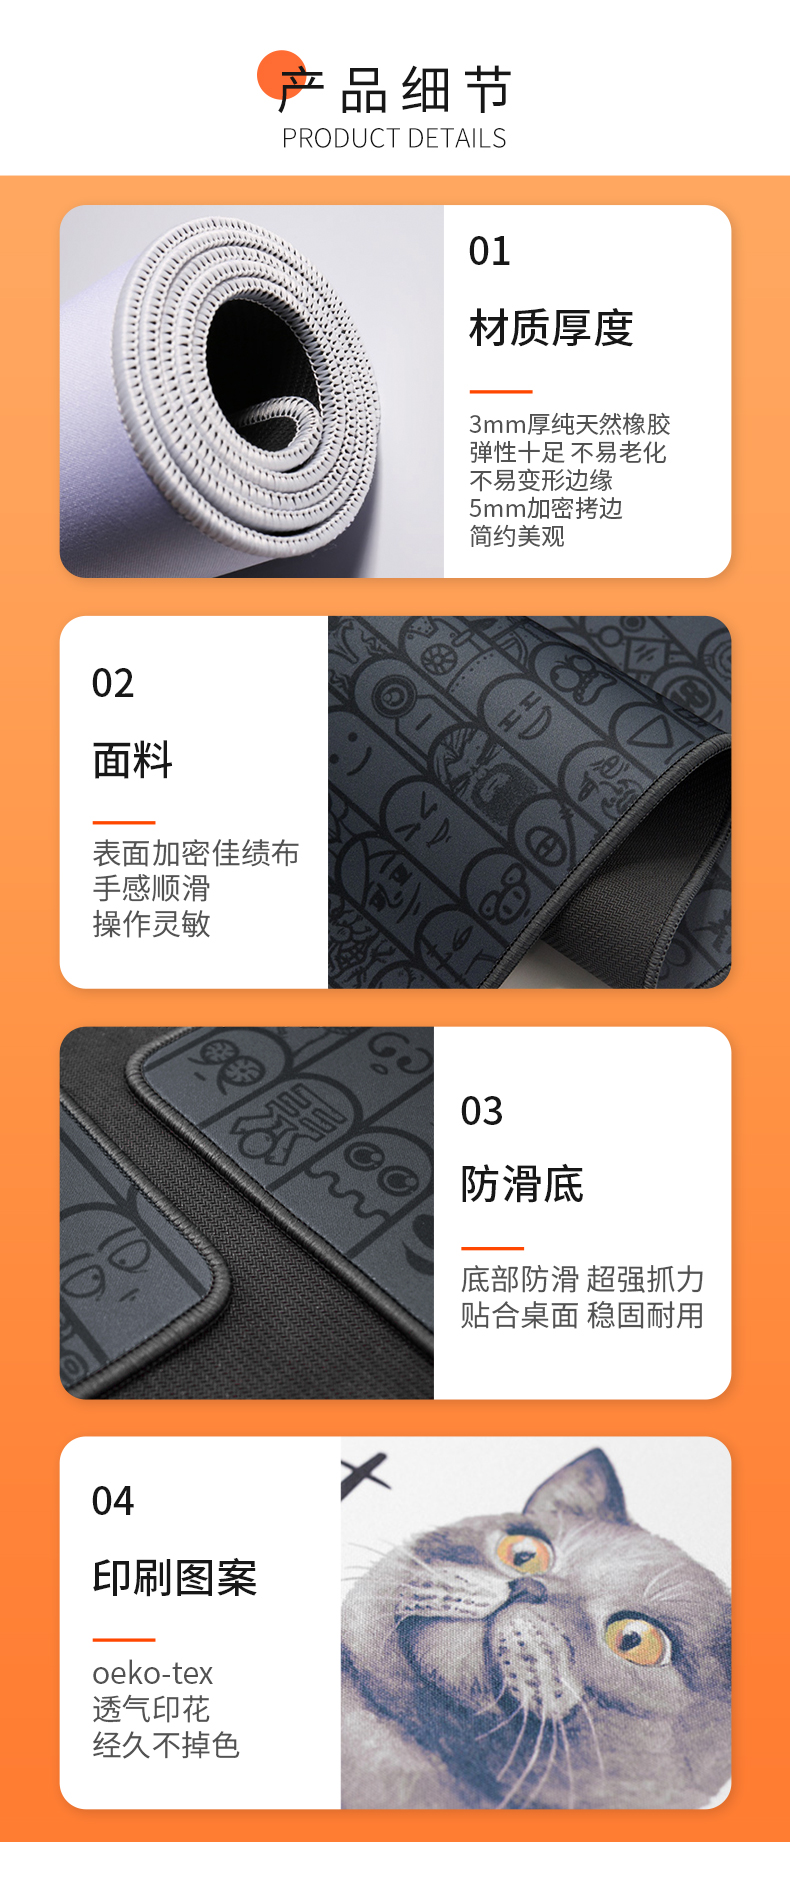 产品细节
PRODUCT DETAILS
01
材质厚度
3mm厚纯天然橡胶
弹性十足 不易老化
不易变形边缘
5mm加密拷边
简约美观
02
面料
表面加密佳绩布
手感顺滑
操作灵敏
03
防滑底
底部防滑 超强抓力
贴合桌面 稳固耐用
04
印刷图案
oeko-tex
透气印花
经久不掉色